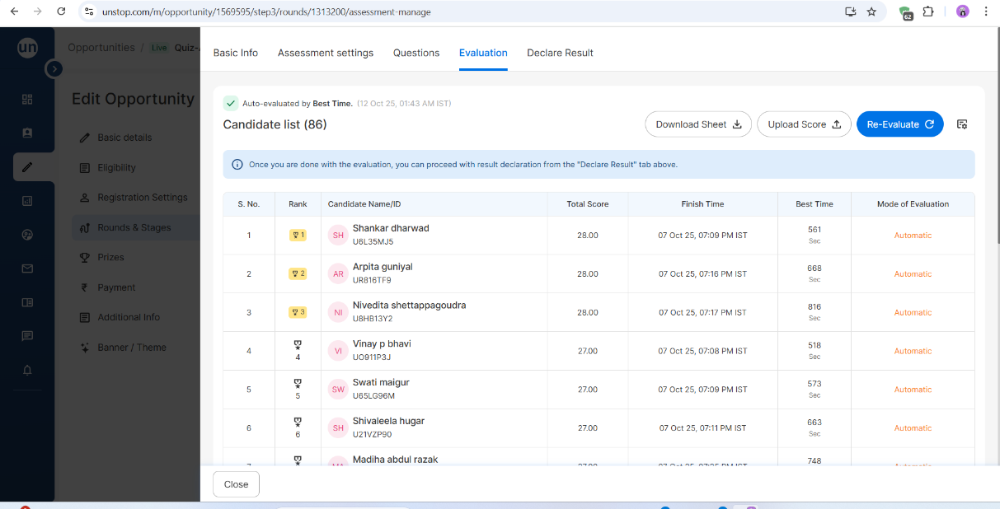 unstop.com/m/opportunity/1569595/step3/rounds/1313200/assessment-manage
62
un
Opportunities / Live Quiz-
Edit Opportunity
Basic details
Eligibility
Registration Settings
Rounds & Stages
Prizes
₹ Payment
Additional Info
Banner / Theme
Basic Info Assessment settings Questions Evaluation Declare Result
Auto-evaluated by Best Time. (12 Oct 25, 01:43 AM IST)
Candidate list (86)
Download Sheet Upload Score Re-Evaluate
Once you are done with the evaluation, you can proceed with result declaration from the "Declare Result" tab above.
S. No. Rank Candidate Name/ID Total Score Finish Time Best Time Mode of Evaluation
1 1 SH Shankar dharwad U6L35MJ5 28.00 07 Oct 25, 07:09 PM IST 561 Sec Automatic
2 2 AR Arpita guniyal UR816TF9 28.00 07 Oct 25, 07:16 PM IST 668 Sec Automatic
3 3 NI Nivedita shettappagoudra U8HB13Y2 28.00 07 Oct 25, 07:17 PM IST 816 Sec Automatic
4 4 VI Vinay p bhavi UO911P3J 27.00 07 Oct 25, 07:08 PM IST 518 Sec Automatic
5 5 SW Swati maigur U65LG96M 27.00 07 Oct 25, 07:09 PM IST 573 Sec Automatic
6 6 SH Shivaleela hugar U21VZP90 27.00 07 Oct 25, 07:11 PM IST 663 Sec Automatic
Madiha abdul razak 748
Close